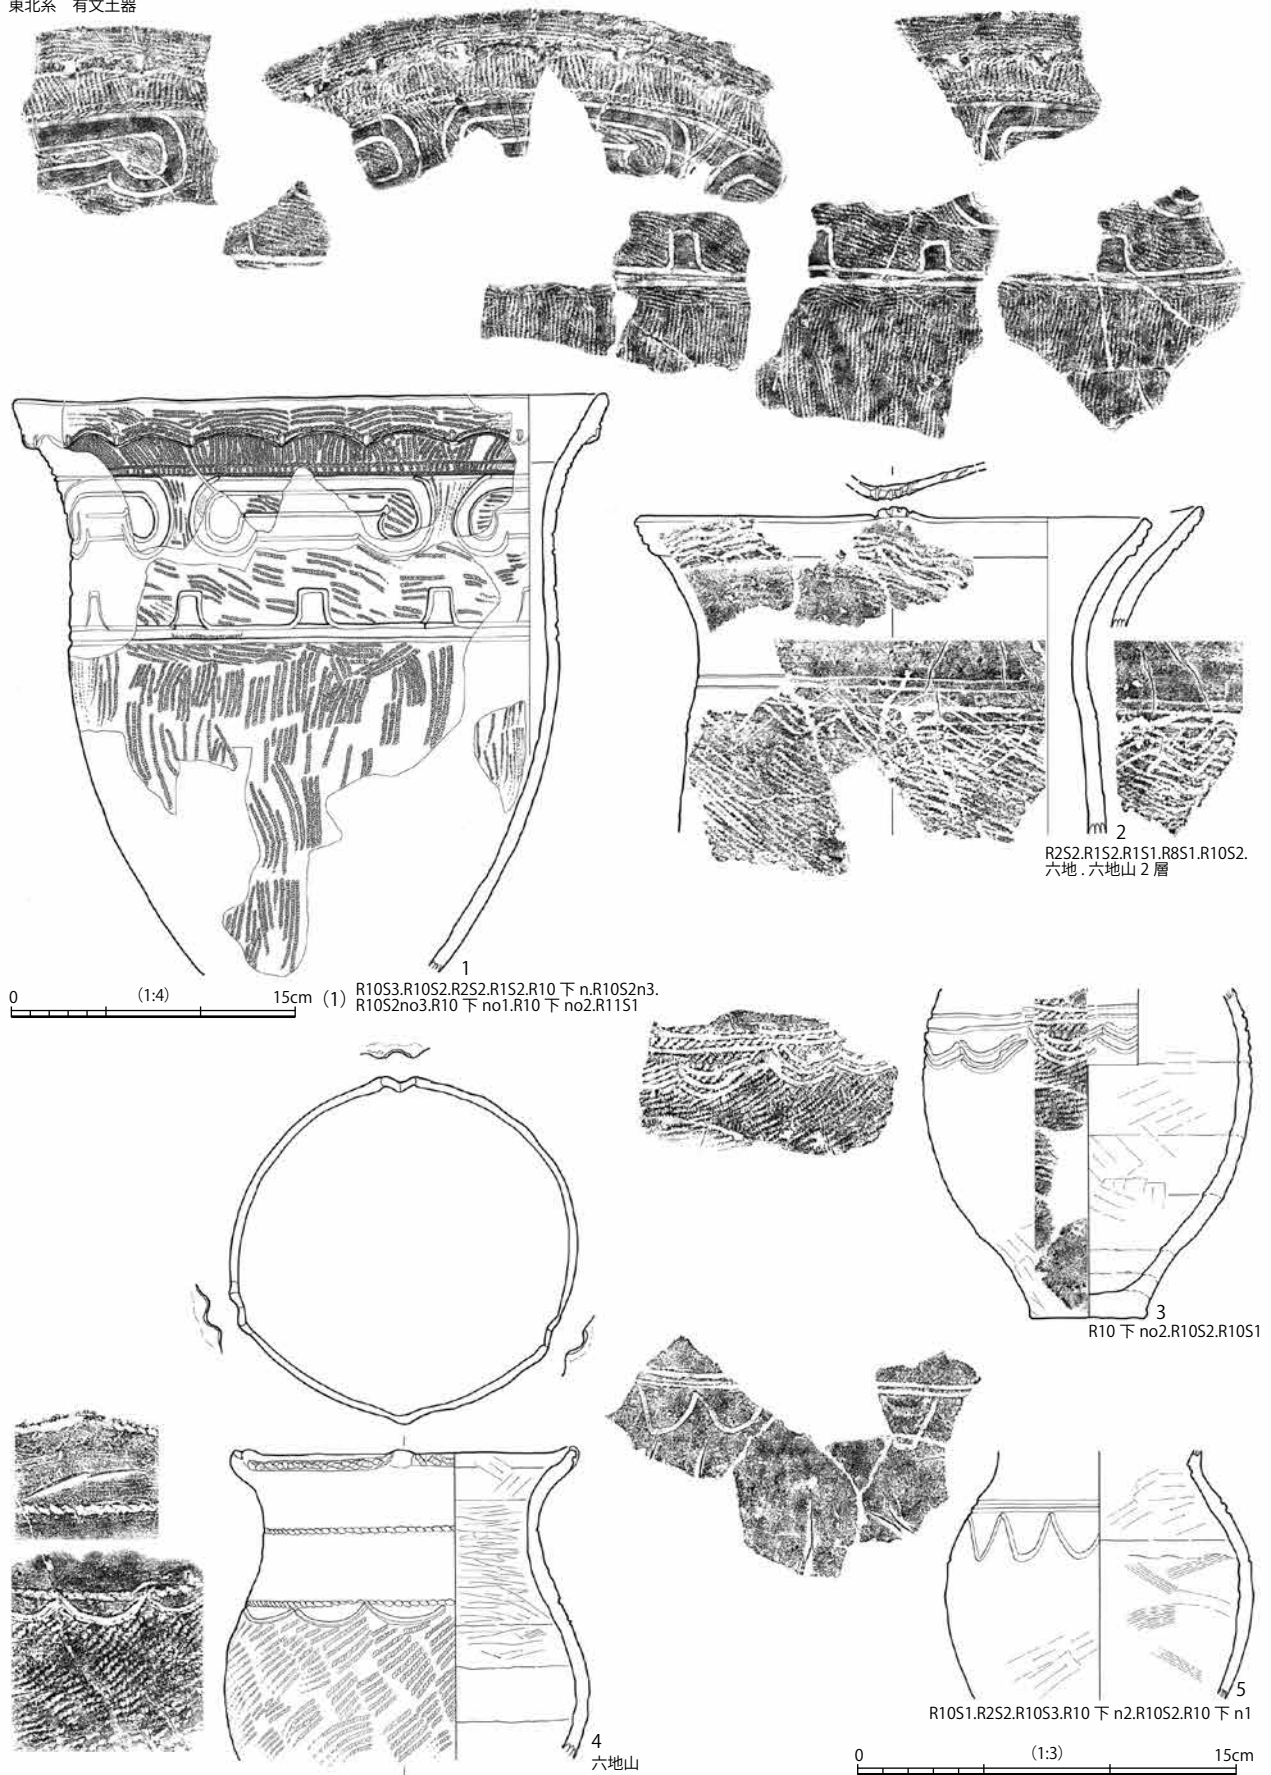 東北系 有文土器
2
R2S2.R1S2.R1S1.R8S1.R10S2.
六地 . 六地山 2 層
1
R10S3.R10S2.R2S2.R1S2.R10 下 n.R10S2n3.
R10S2no3.R10 下 no1.R10 下 no2.R11S1
0 (1:4) 15cm (1)
3
R10 下 no2.R10S2.R10S1
5
R10S1.R2S2.R10S3.R10 下 n2.R10S2.R10 下 n1
4
六地山
0 (1:3) 15cm